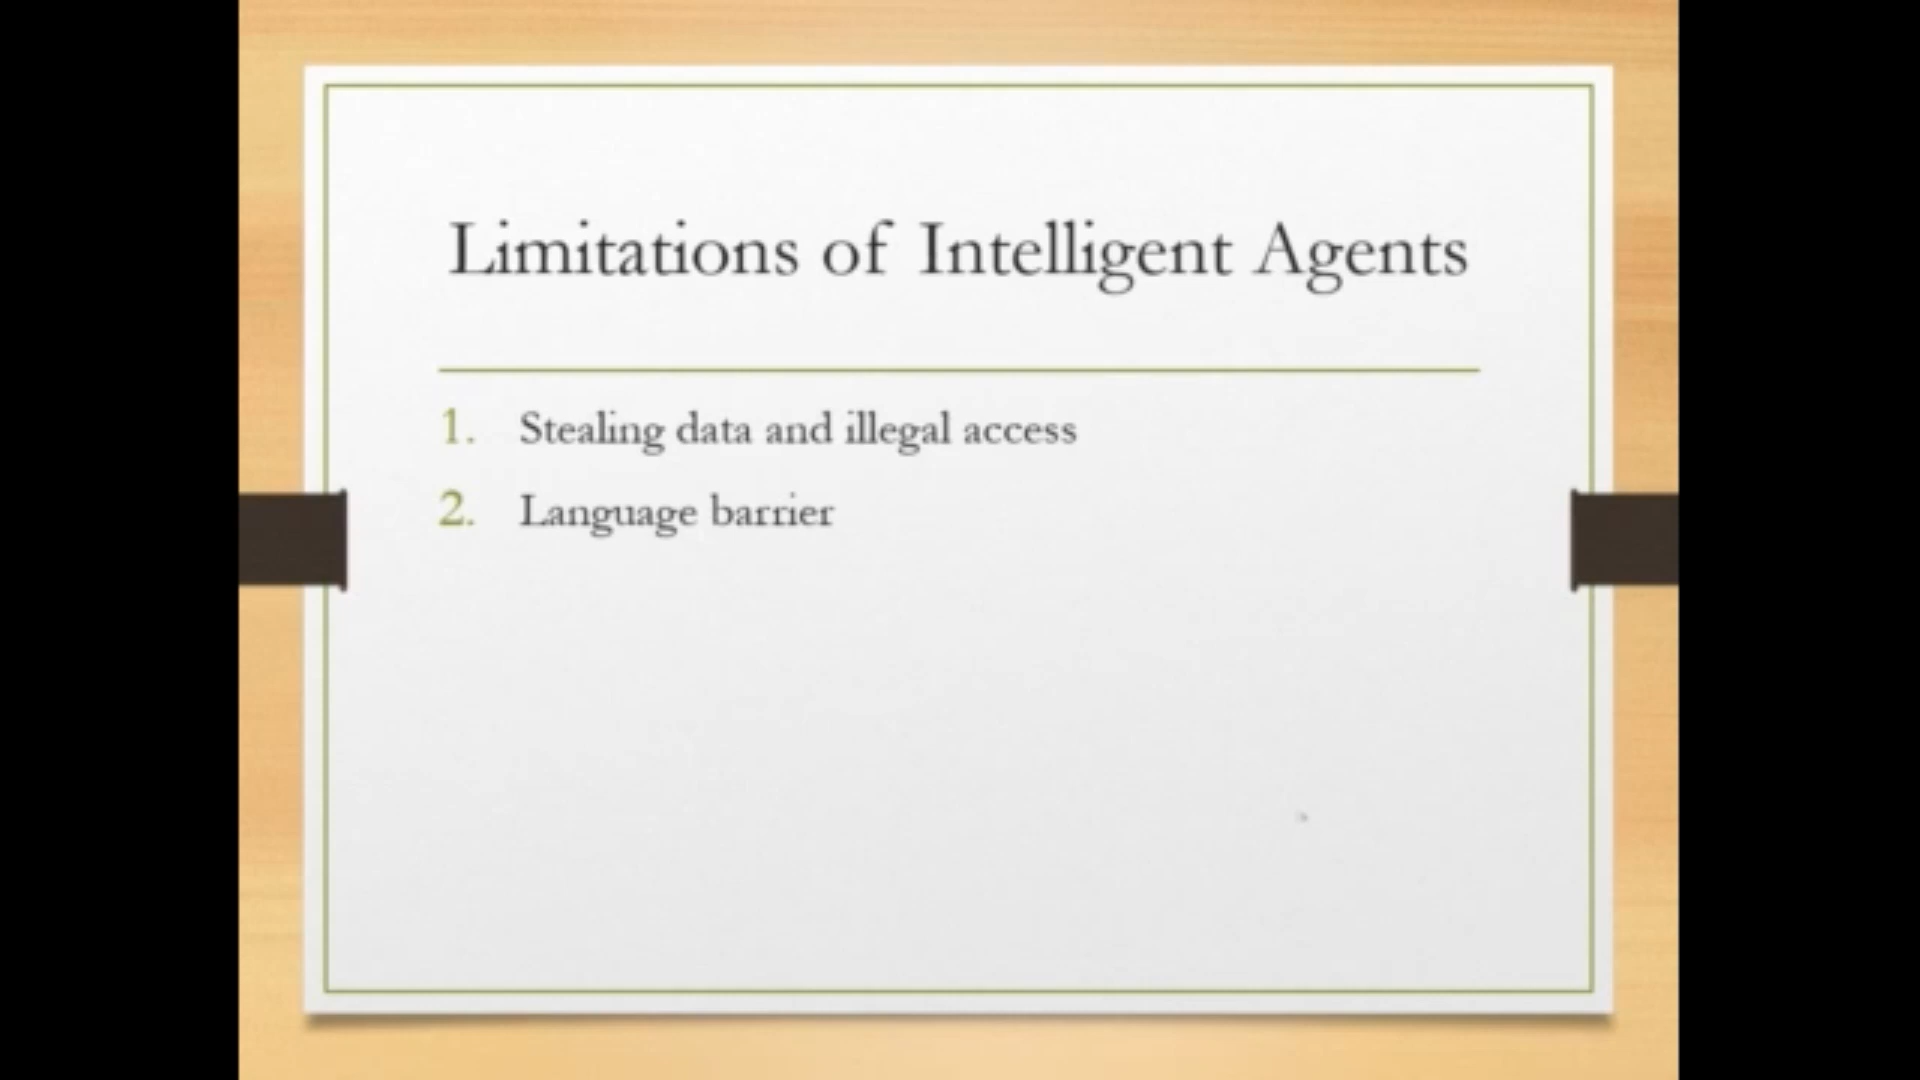 Limitations of Intelligent Agents
1. Stealing data and illegal access
2. Language barrier